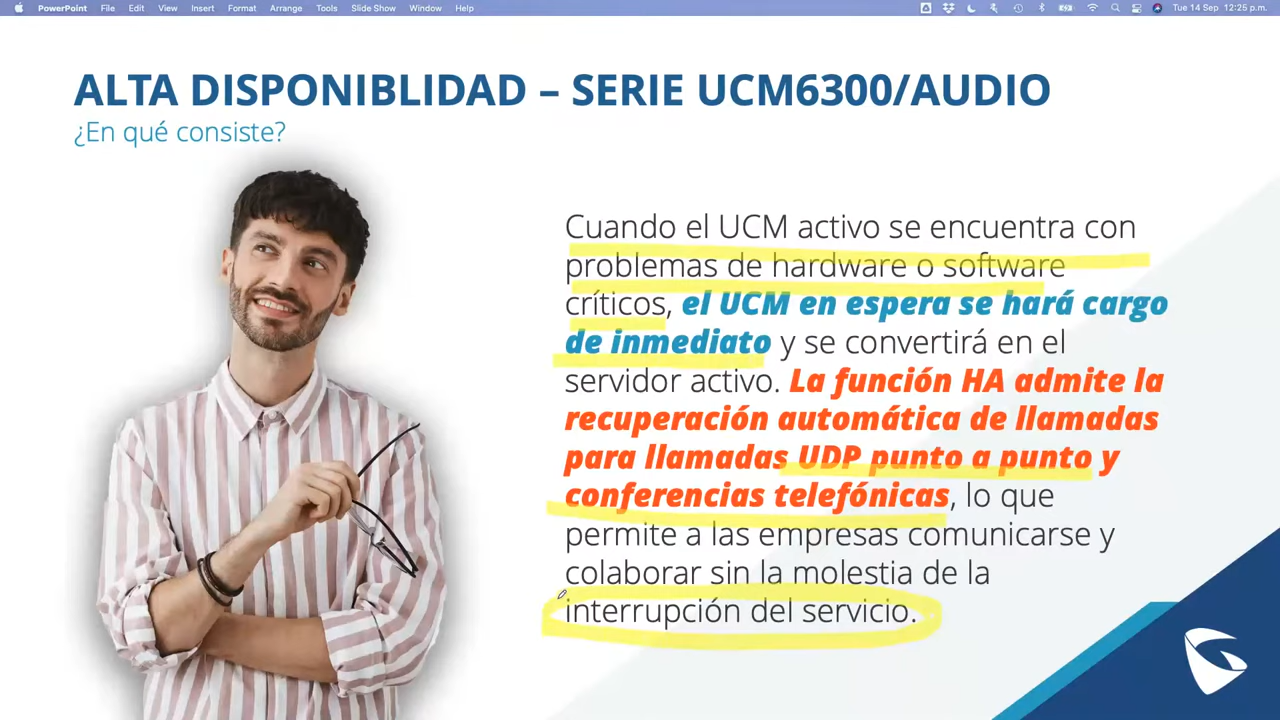 PowerPoint File Edit View Insert Format Arrange Tools Slide Show Window Help Tue 14 Sep 12:25 p.m.
ALTA DISPONIBLIDAD – SERIE UCM6300/AUDIO
¿En qué consiste?
Cuando el UCM activo se encuentra con
problemas de hardware o software
críticos, el UCM en espera se hará cargo
de inmediato y se convertirá en el
servidor activo. La función HA admite la
recuperación automática de llamadas
para llamadas UDP punto a punto y
conferencias telefónicas, lo que
permite a las empresas comunicarse y
colaborar sin la molestia de la
interrupción del servicio.